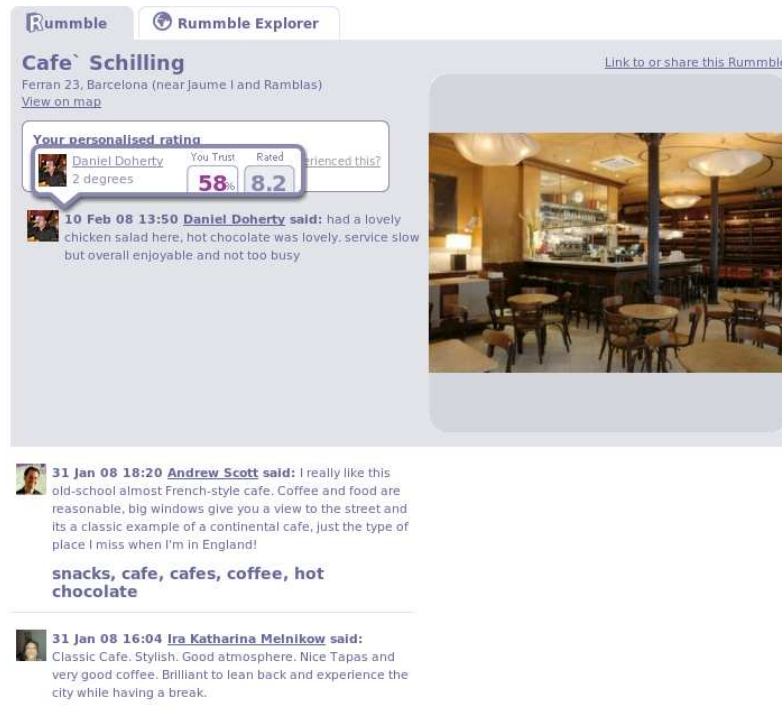 Rummble
Rummble Explorer
Cafe` Schilling
Link to or share this Rummble
Ferran 23, Barcelona (near Jaume I and Ramblas)
View on map
Your personalised rating
Daniel Doherty
2 degrees
You Trust
58%
Rated
8.2
this?
10 Feb 08 13:50 Daniel Doherty said: had a lovely
chicken salad here, hot chocolate was lovely. service slow
but overall enjoyable and not too busy
31 Jan 08 18:20 Andrew Scott said: I really like this
old-school almost French-style cafe. Coffee and food are
reasonable, big windows give you a view to the street and
its a classic example of a continental cafe, just the type of
place I miss when I'm in England!
snacks, cafe, cafes, coffee, hot
chocolate
31 Jan 08 16:04 Ira Katharina Melnikow said:
Classic Cafe. Stylish. Good atmosphere. Nice Tapas and
very good coffee. Brilliant to lean back and experience the
city while having a break.